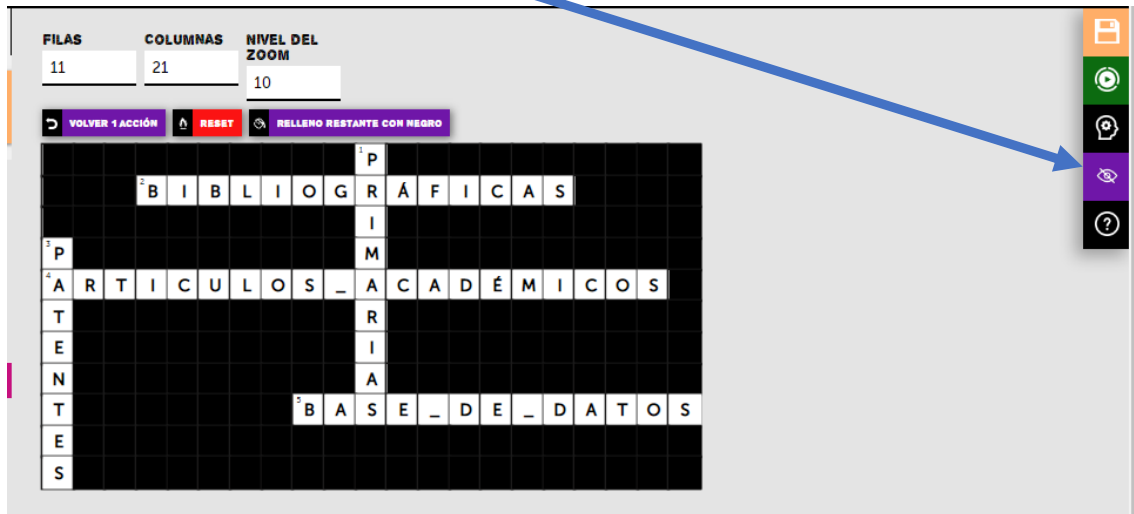 FILAS COLUMNAS NIVEL DEL ZOOM
11 21 10
VOLVER 1 ACCIÓN RESET RELLENO RESTANTE CON NEGRO
1 P
2 B I B L I O G R Á F I C A S
I
3 P M
4 A R T I C U L O S _ A C A D É M I C O S
T R
E I
N A
T 5 B A S E _ D E _ D A T O S
E
S